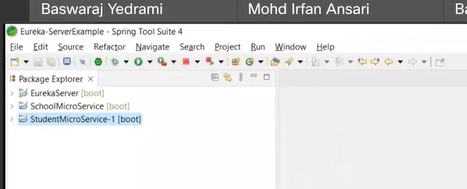 Baswaraj Yedrami
Mohd Irfan Ansari
Ba
Eureka-ServerExample - Spring Tool Suite 4
File Edit Source Refactor Navigate Search Project Run Window Help
Package Explorer
EurekaServer [boot]
SchoolMicroService [boot]
StudentMicroService-1 [boot]